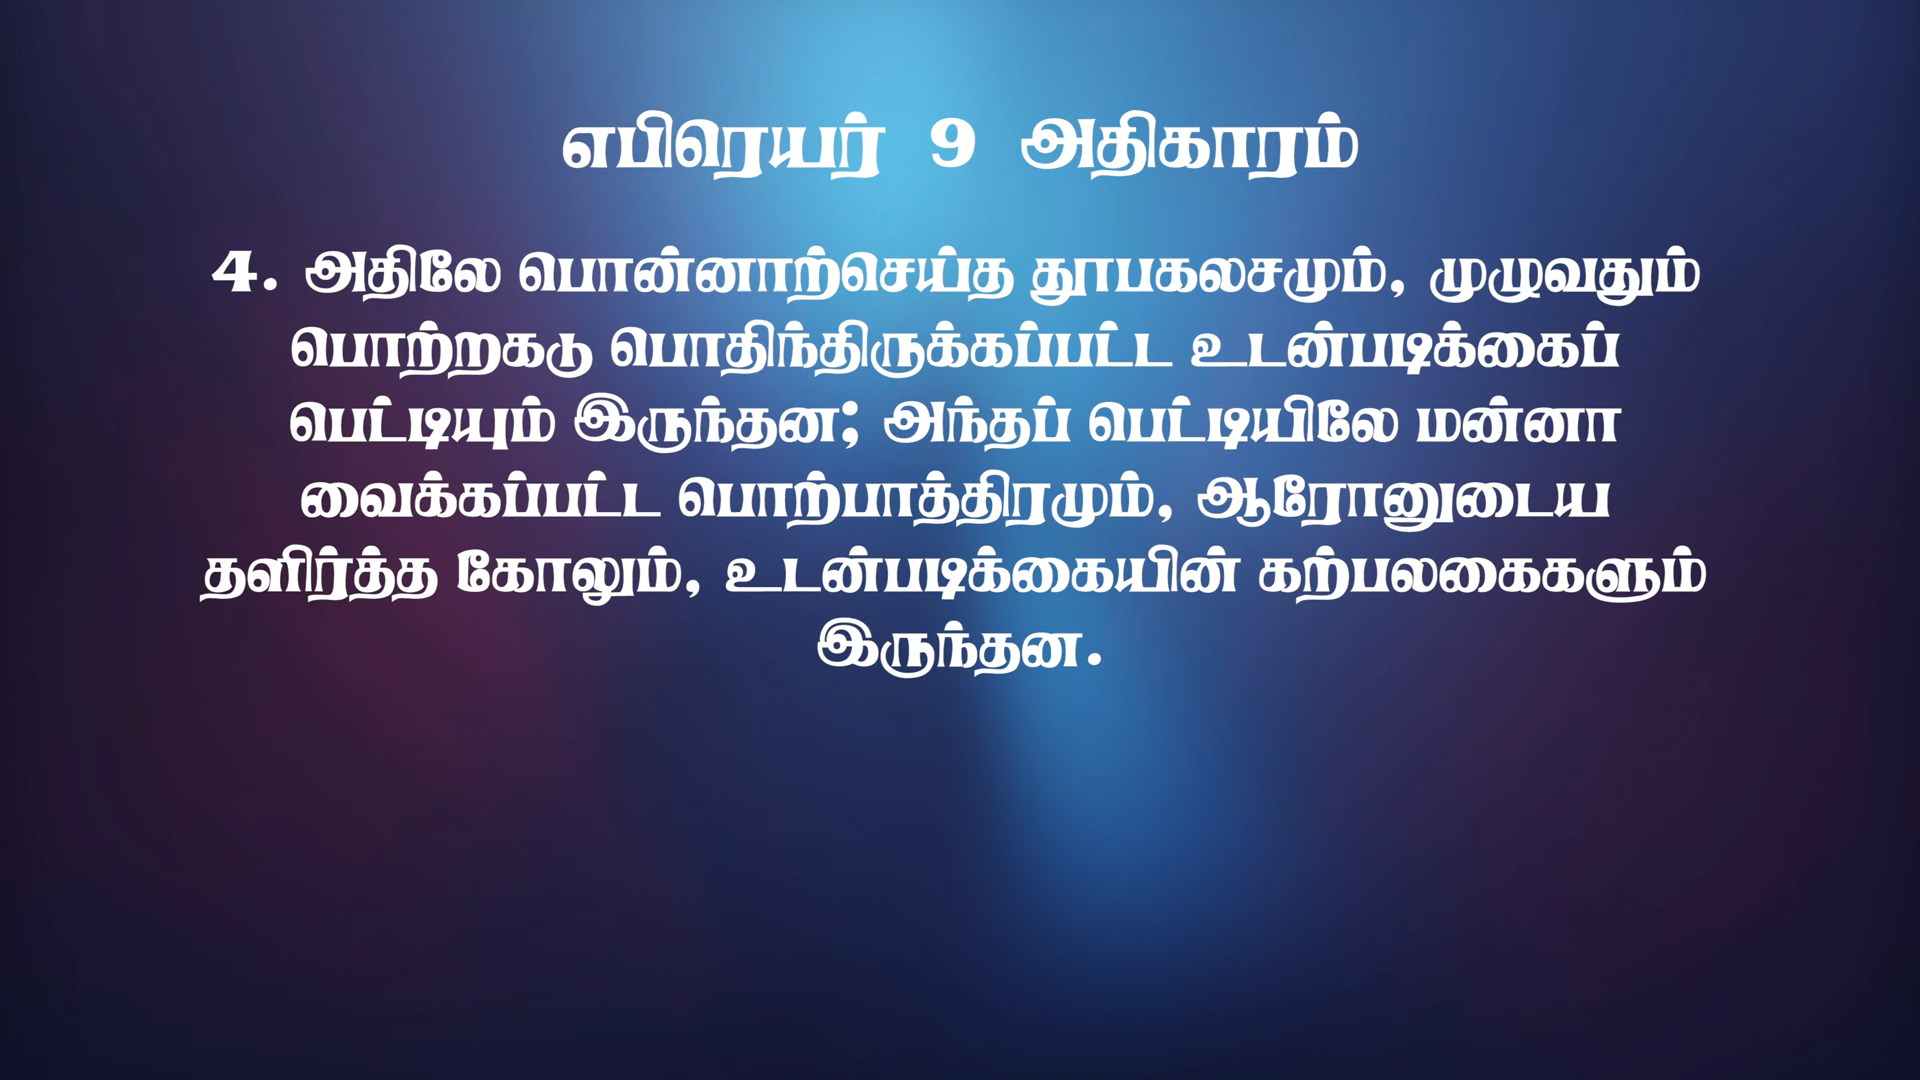 எபிரெயர் 9 அதிகாரம்
4. அதிலே பொன்னாற்செய்த தூபகலசமும், முழுவதும்
பொற்றகடு பொதிந்திருக்கப்பட்ட உடன்படிக்கைப்
பெட்டியும் இருந்தன; அந்தப் பெட்டியிலே மன்னா
வைக்கப்பட்ட பொற்பாத்திரமும், ஆரோனுடைய
தளிர்த்த கோலும், உடன்படிக்கையின் கற்பலகைகளும்
இருந்தன.